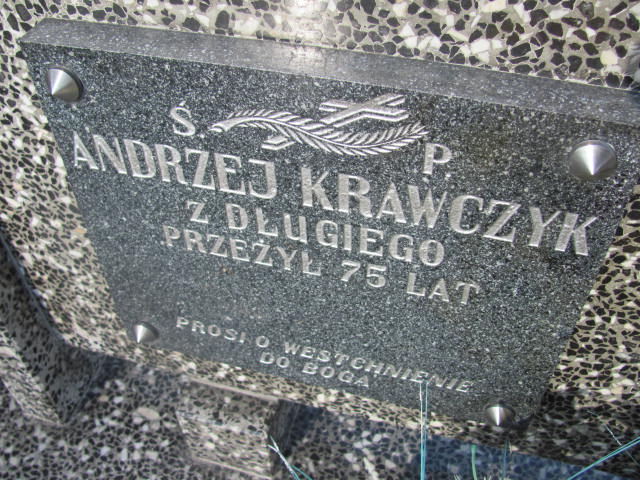 Ś P.
ANDRZEJ KRAWCZYK
Z DŁUGIEGO
PRZEŻYŁ 75 LAT
PROSI O WESTCHNIENIE
DO BOGA